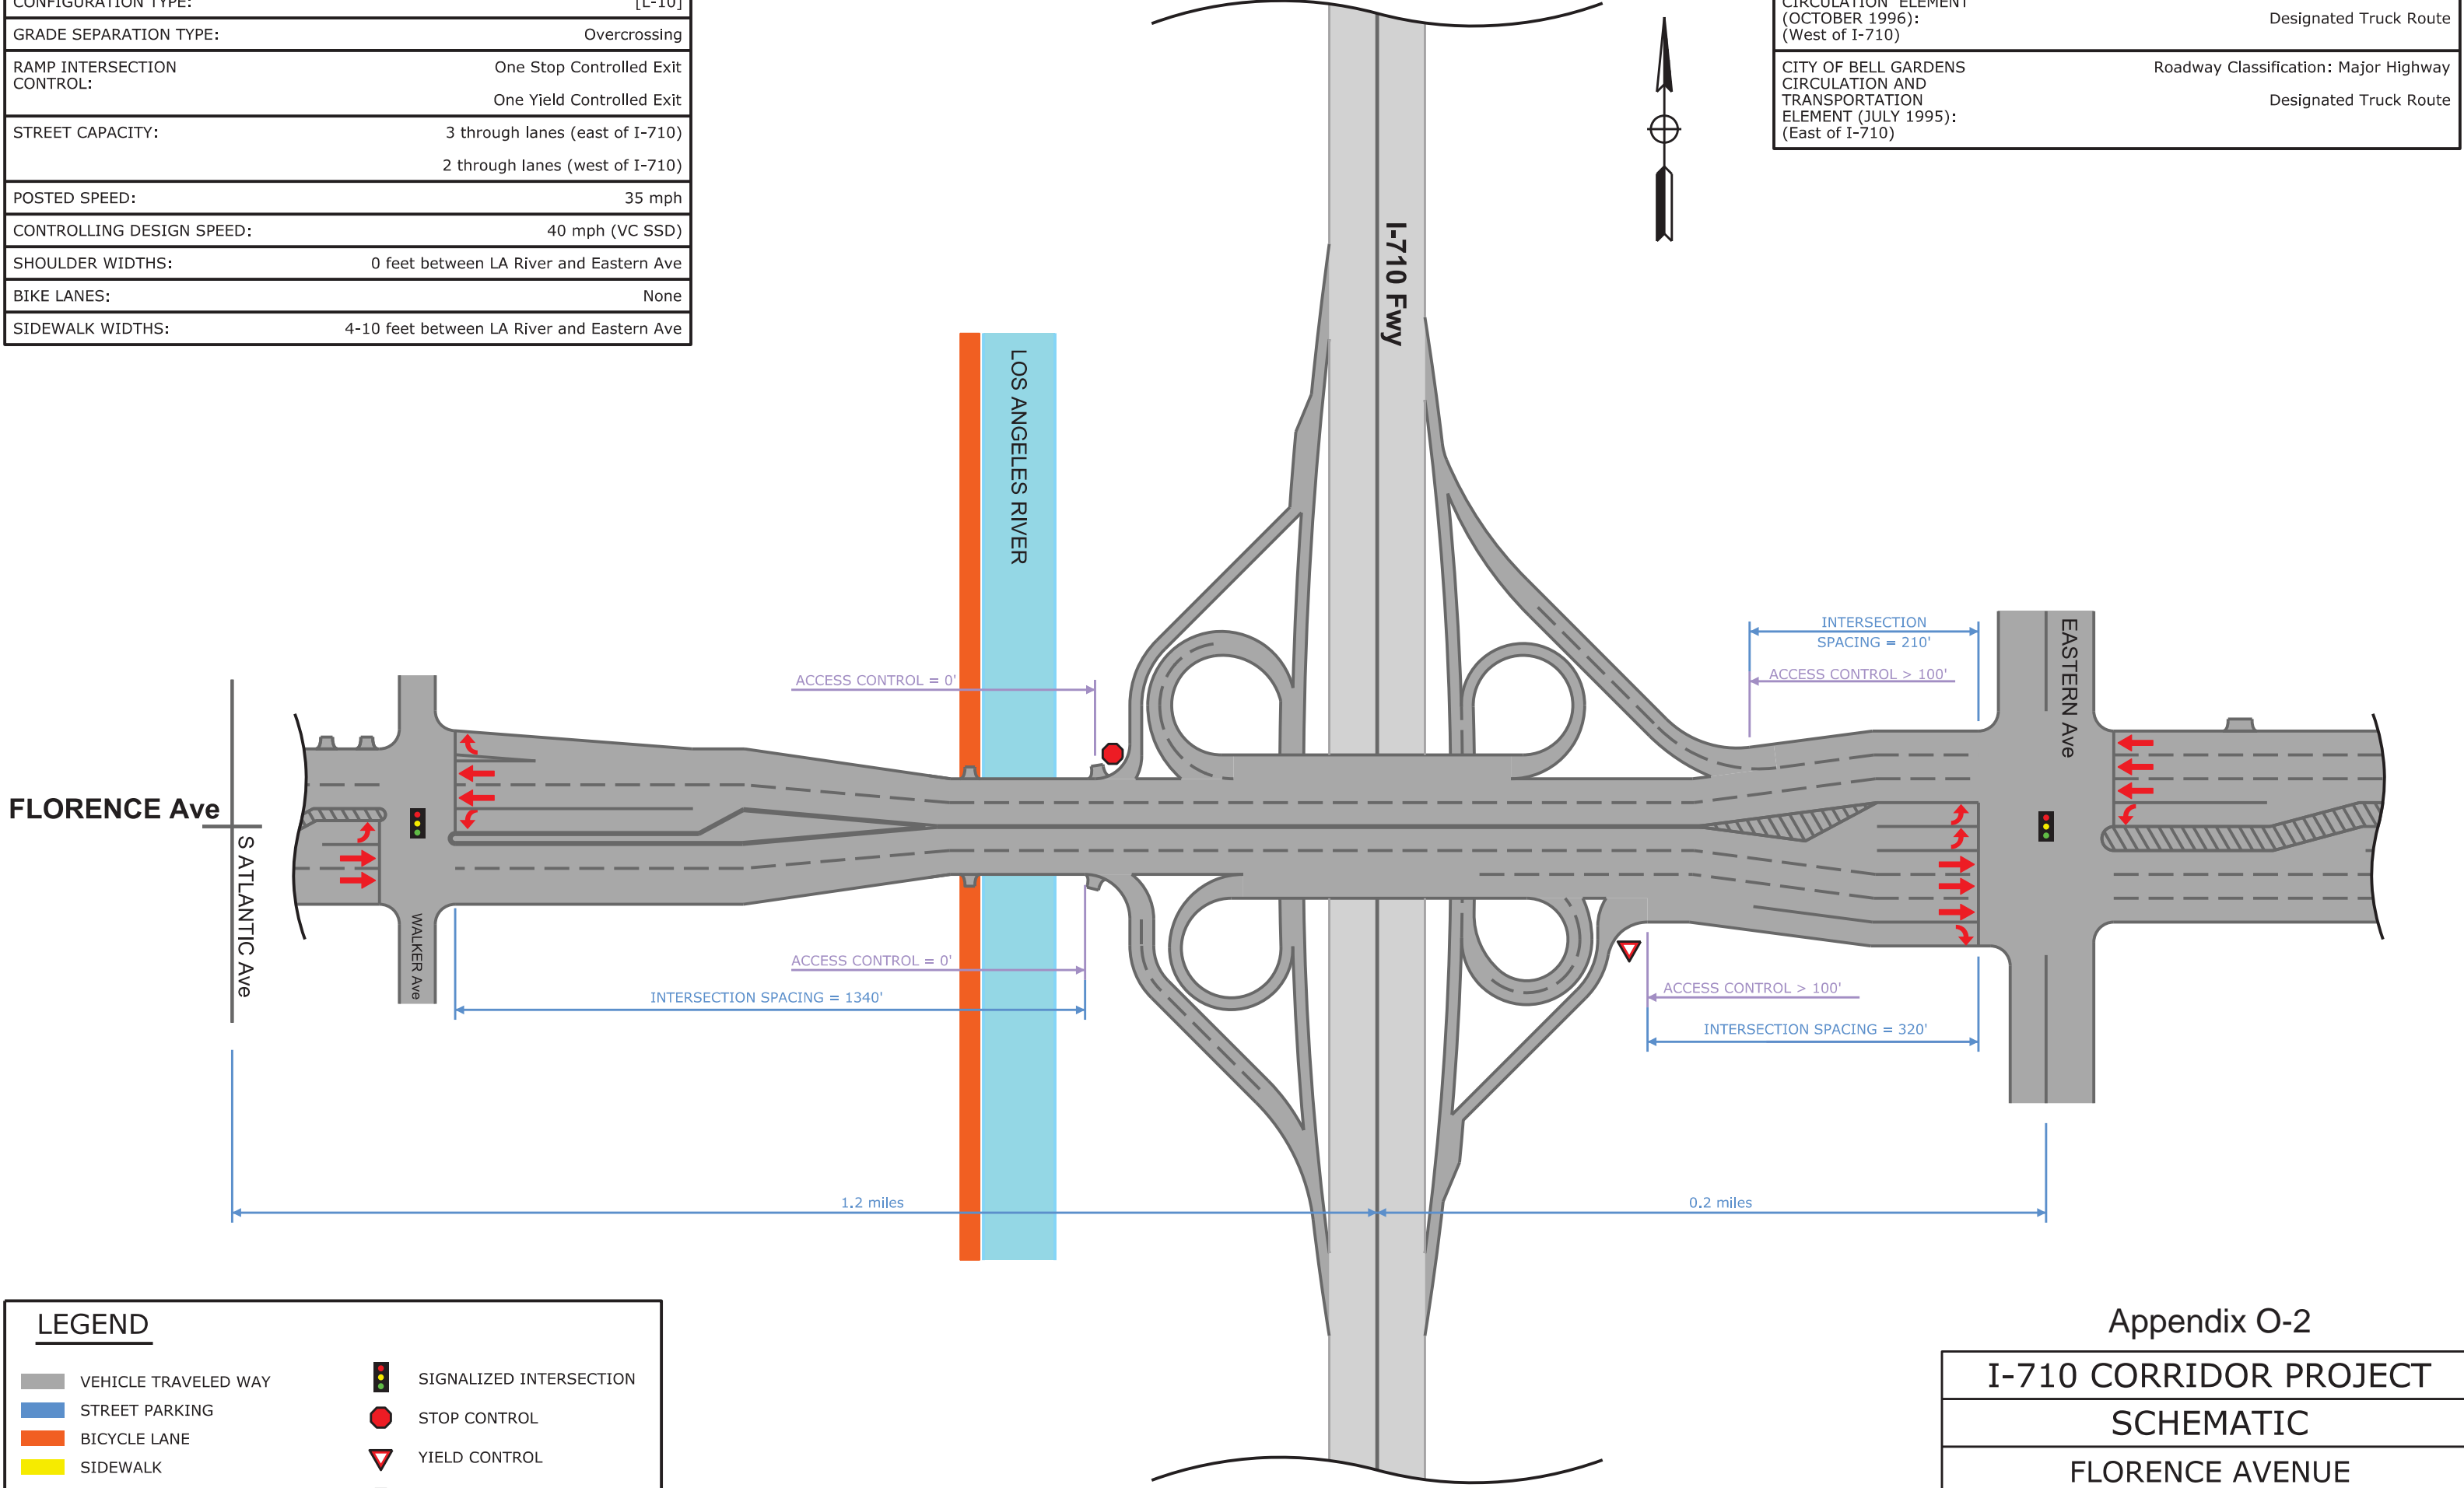 CONFIGURATION TYPE: [L-10]
GRADE SEPARATION TYPE: Overcrossing
RAMP INTERSECTION
CONTROL:
One Stop Controlled Exit
One Yield Controlled Exit
STREET CAPACITY: 3 through lanes (east of I-710)
2 through lanes (west of I-710)
POSTED SPEED: 35 mph
CONTROLLING DESIGN SPEED: 40 mph (VC SSD)
SHOULDER WIDTHS: 0 feet between LA River and Eastern Ave
BIKE LANES: None
SIDEWALK WIDTHS: 4-10 feet between LA River and Eastern Ave
CIRCULATION ELEMENT
(OCTOBER 1996):
(West of I-710)
Designated Truck Route
CITY OF BELL GARDENS
CIRCULATION AND
TRANSPORTATION
ELEMENT (JULY 1995):
(East of I-710)
Roadway Classification: Major Highway
Designated Truck Route
I-710 Fwy
LOS ANGELES RIVER
INTERSECTION
SPACING = 210'
ACCESS CONTROL > 100'
ACCESS CONTROL = 0'
EASTERN Ave
FLORENCE Ave
S ATLANTIC Ave
WALKER Ave
ACCESS CONTROL = 0'
INTERSECTION SPACING = 1340'
ACCESS CONTROL > 100'
INTERSECTION SPACING = 320'
1.2 miles
0.2 miles
LEGEND
VEHICLE TRAVELED WAY
STREET PARKING
BICYCLE LANE
SIDEWALK
SIGNALIZED INTERSECTION
STOP CONTROL
YIELD CONTROL
Appendix O-2
I-710 CORRIDOR PROJECT
SCHEMATIC
FLORENCE AVENUE